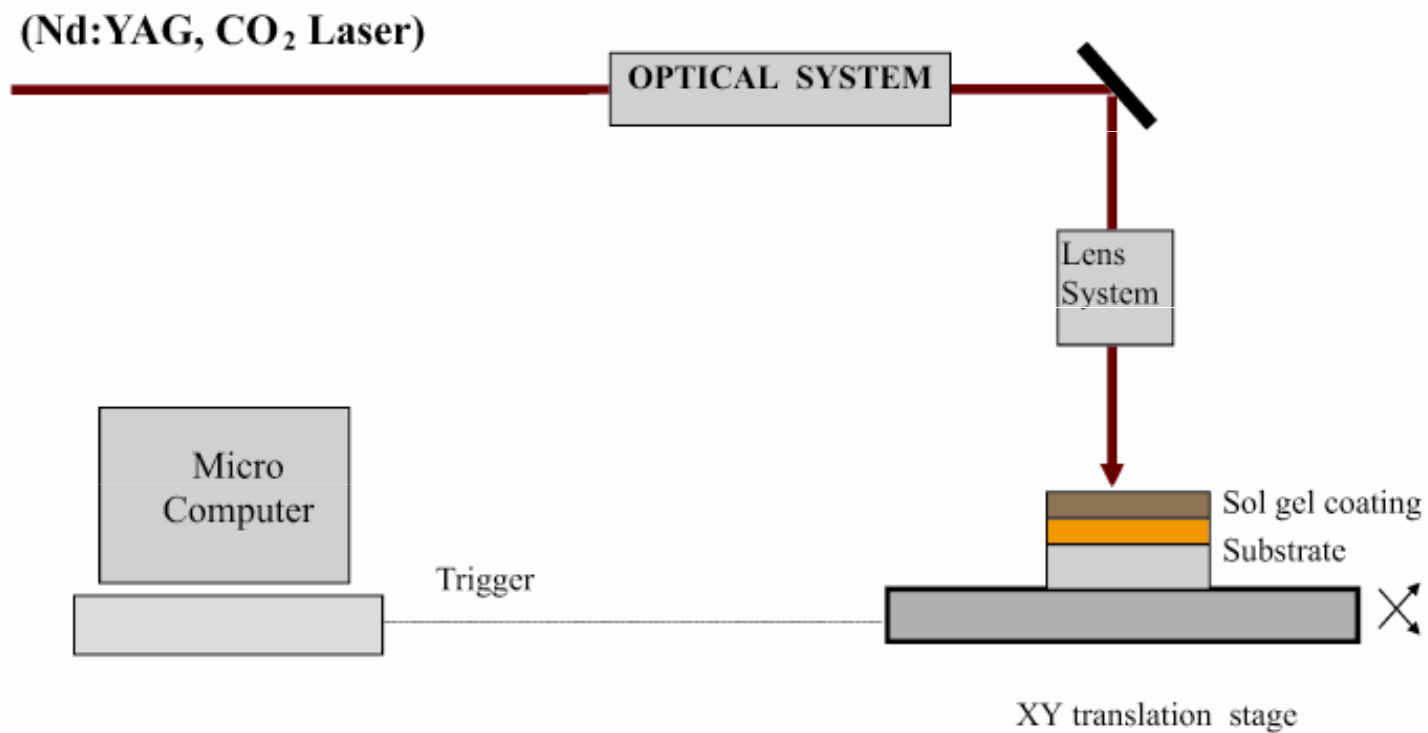 (Nd:YAG, CO₂ Laser)
OPTICAL SYSTEM
Lens
System
Micro
Computer
Sol gel coating
Substrate
Trigger
XY translation stage